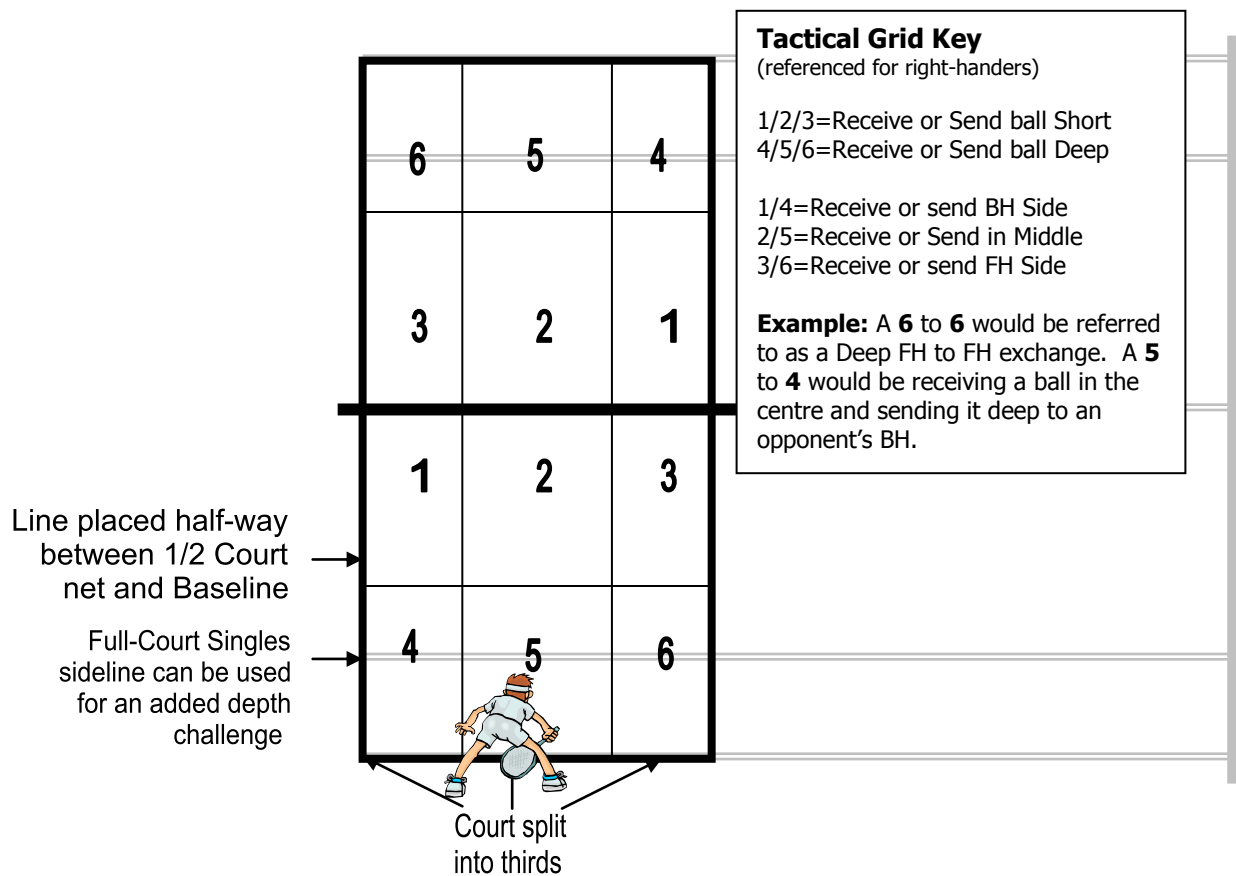 Tactical Grid Key
(referenced for right-handers)
1/2/3=Receive or Send ball Short
4/5/6=Receive or Send ball Deep
1/4=Receive or send BH Side
2/5=Receive or Send in Middle
3/6=Receive or send FH Side
Example: A 6 to 6 would be referred
to as a Deep FH to FH exchange. A 5
to 4 would be receiving a ball in the
centre and sending it deep to an
opponent's BH.
6 5 4
3 2 1
1 2 3
4 5 6
Line placed half-way
between 1/2 Court
net and Baseline
Full-Court Singles
sideline can be used
for an added depth
challenge
Court split
into thirds